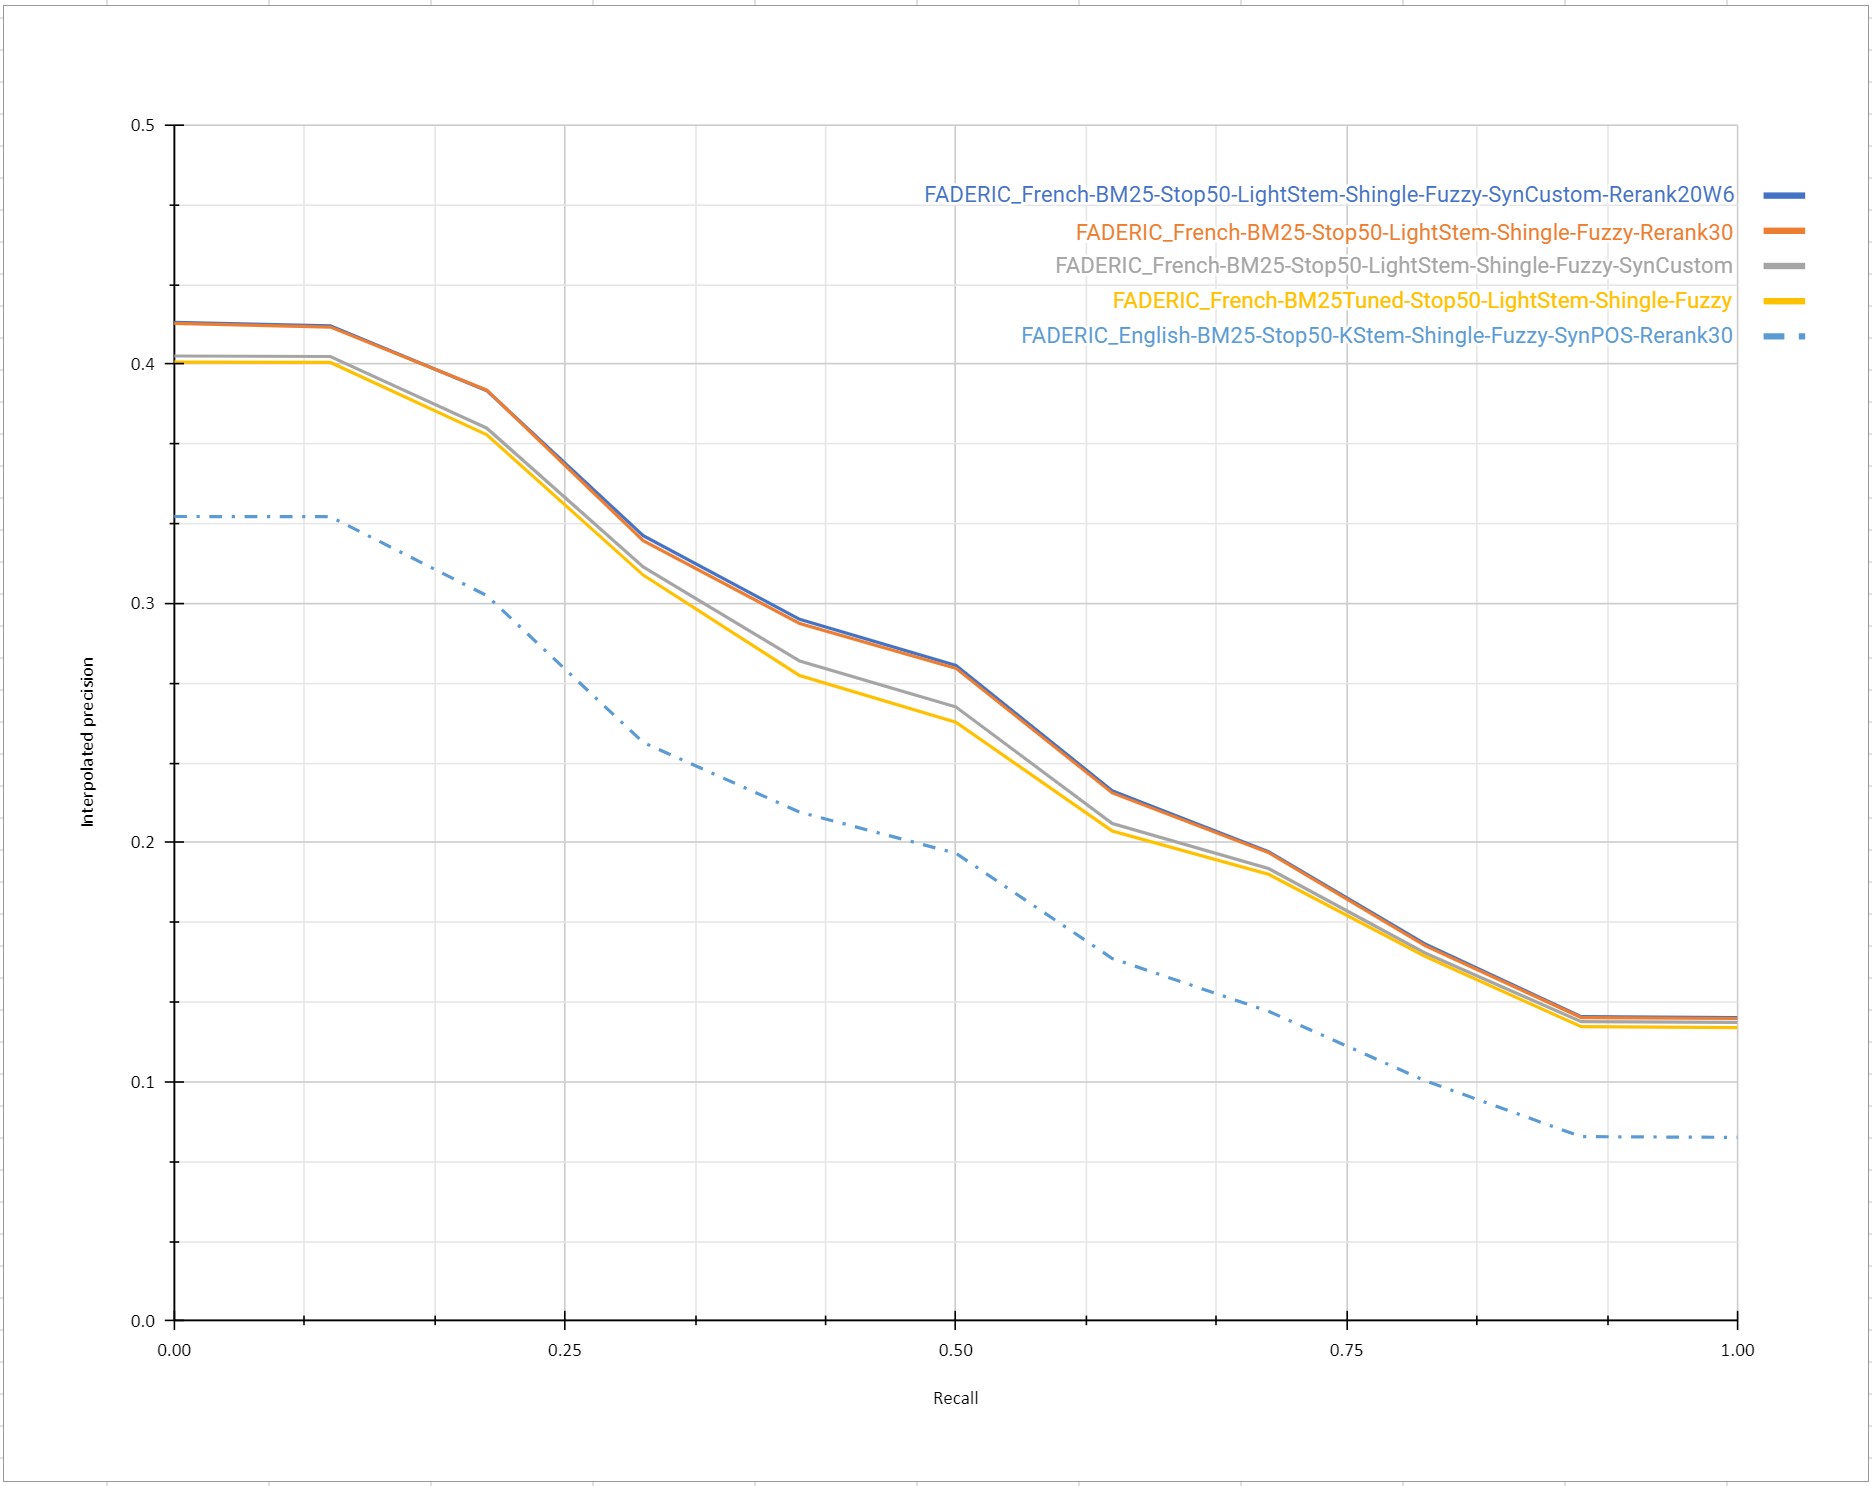 0.5
FADERIC_French-BM25-Stop50-LightStem-Shingle-Fuzzy-SynCustom-Rerank20W6
FADERIC_French-BM25-Stop50-LightStem-Shingle-Fuzzy-Rerank30
FADERIC_French-BM25-Stop50-LightStem-Shingle-Fuzzy-SynCustom
FADERIC_French-BM25Tuned-Stop50-LightStem-Shingle-Fuzzy
FADERIC_English-BM25-Stop50-KStem-Shingle-Fuzzy-SynPOS-Rerank30
0.4
0.3
Interpolated precision
0.2
0.1
0.0
0.00 0.25 0.50 0.75 1.00
Recall